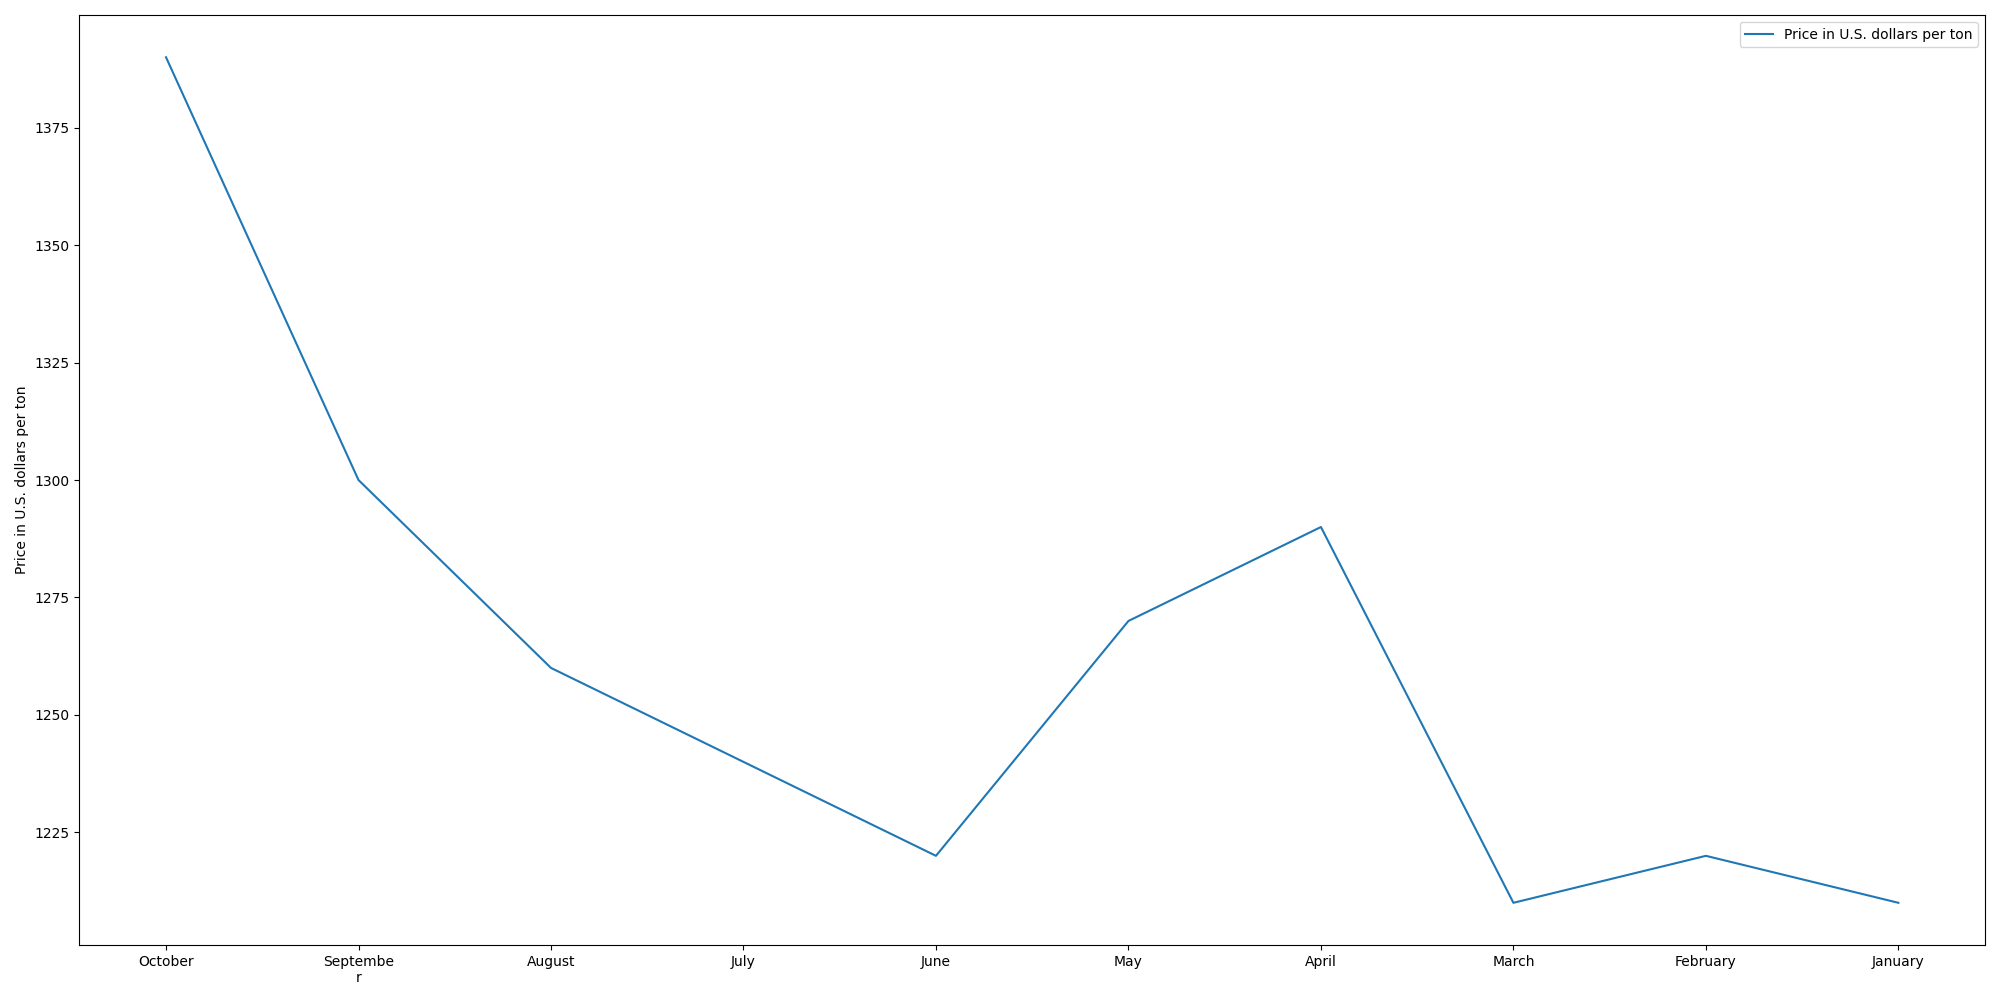 Price in U.S. dollars per ton
1375
1350
1325
1300
1275
1250
1225
Price in U.S. dollars per ton
October
Septembe
r
August
July
June
May
April
March
February
January